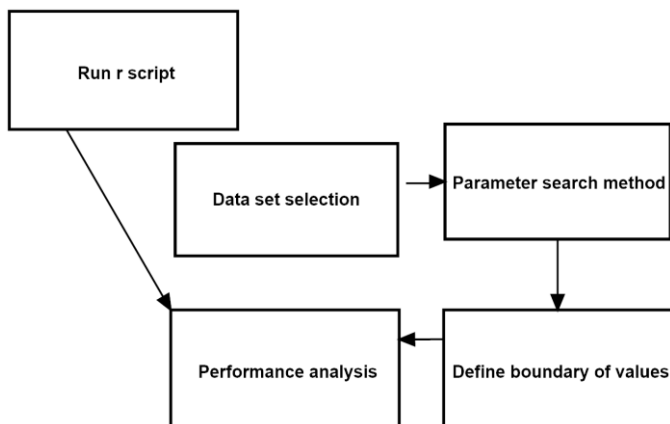 Run r script
Data set selection
Parameter search method
Performance analysis
Define boundary of values